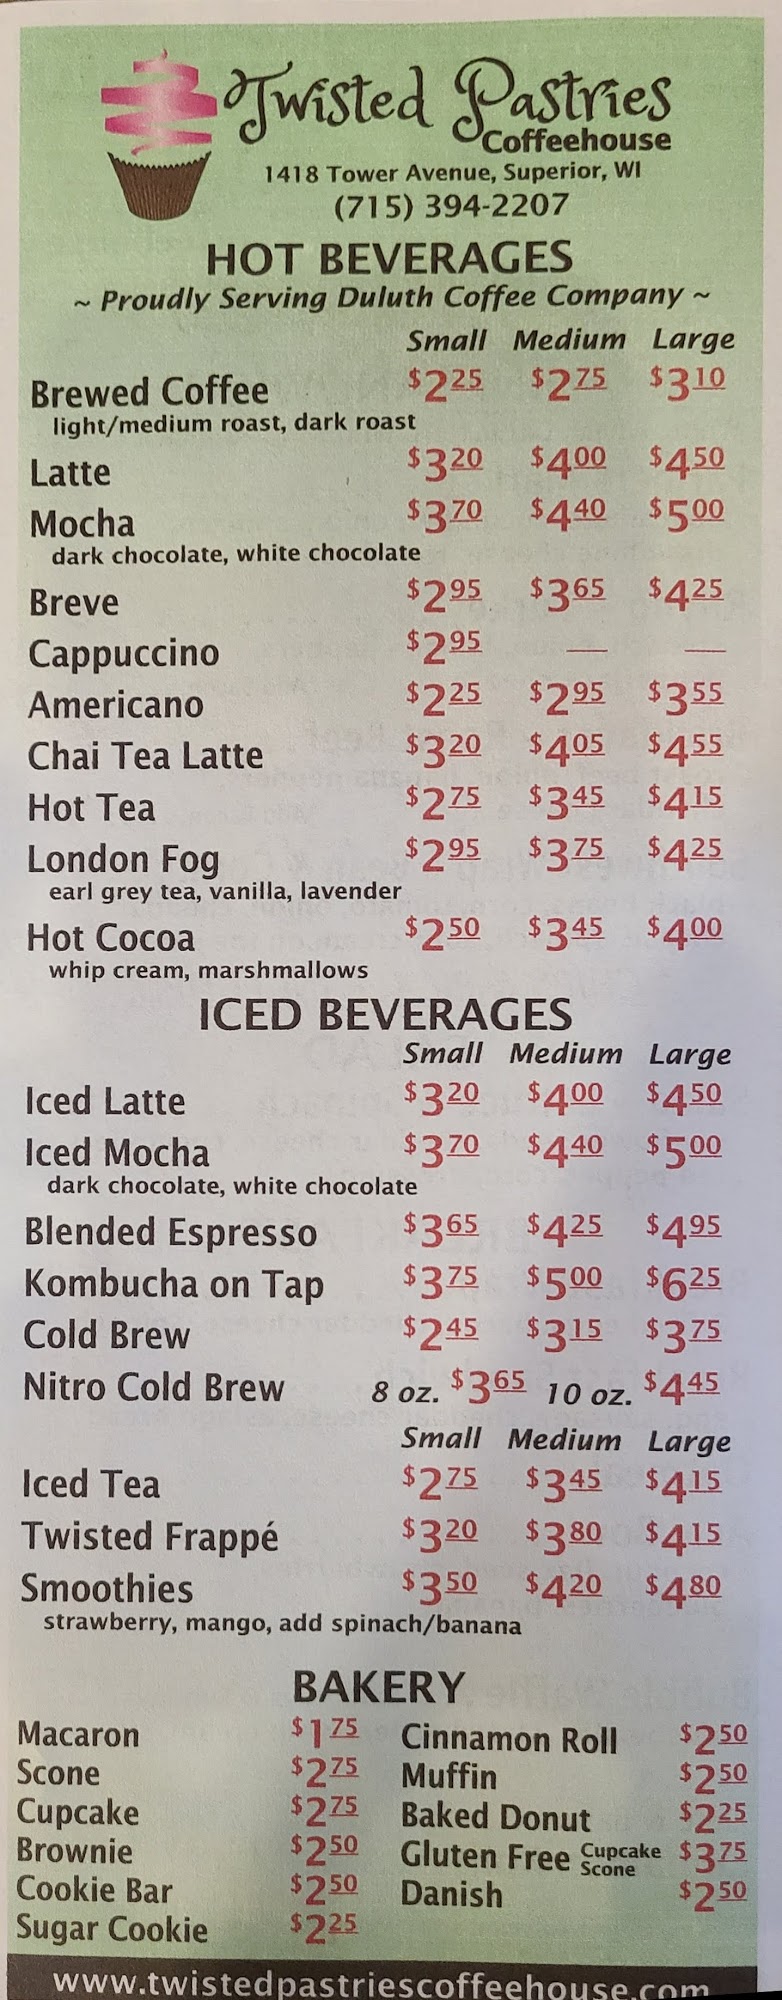 Twisted Pastries
Coffeehouse
1418 Tower Avenue, Superior, WI
(715) 394-2207
HOT BEVERAGES
~ Proudly Serving Duluth Coffee Company ~
Small Medium Large
Brewed Coffee $2.25 $2.75 $3.10
light/medium roast, dark roast
Latte $3.20 $4.00 $4.50
Mocha $3.70 $4.40 $5.00
dark chocolate, white chocolate
Breve $2.95 $3.65 $4.25
Cappuccino $2.95 — —
Americano $2.25 $2.95 $3.55
Chai Tea Latte $3.20 $4.05 $4.55
Hot Tea $2.75 $3.45 $4.15
London Fog $2.95 $3.75 $4.25
earl grey tea, vanilla, lavender
Hot Cocoa $2.50 $3.45 $4.00
whip cream, marshmallows
ICED BEVERAGES
Small Medium Large
Iced Latte $3.20 $4.00 $4.50
Iced Mocha $3.70 $4.40 $5.00
dark chocolate, white chocolate
Blended Espresso $3.65 $4.25 $4.95
Kombucha on Tap $3.75 $5.00 $6.25
Cold Brew $2.45 $3.15 $3.75
Nitro Cold Brew 8 oz. $3.65 10 oz. $4.45
Small Medium Large
Iced Tea $2.75 $3.45 $4.15
Twisted Frappé $3.20 $3.80 $4.15
Smoothies $3.50 $4.20 $4.80
strawberry, mango, add spinach/banana
BAKERY
Macaron $1.75
Scone $2.75
Cupcake $2.75
Brownie $2.50
Cookie Bar $2.50
Sugar Cookie $2.25
Cinnamon Roll $2.50
Muffin $2.50
Baked Donut $2.25
Gluten Free Cupcake Scone $3.75
Danish $2.50
www.twistedpastriescoffeehouse.com